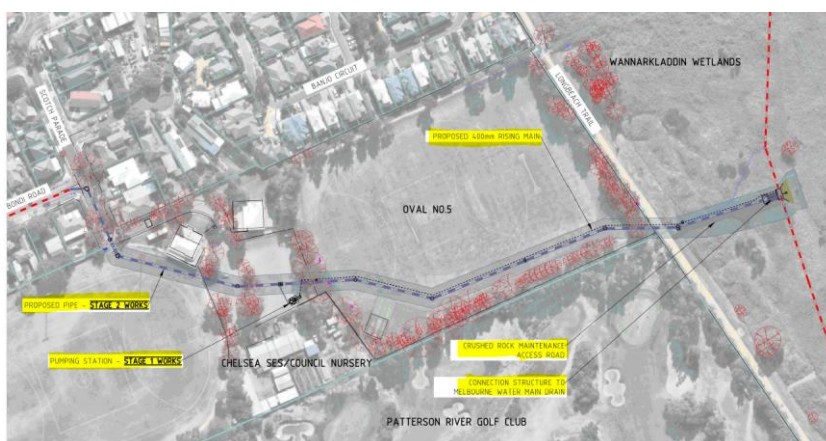 WANNARKLADDIN WETLANDS
BANJO CIRCUIT
LONGBEACH TRAIL
SCOTCH PARADE
PROPOSED 400mm RISING MAIN
BONDI ROAD
OVAL NO.5
PROPOSED PIPE - STAGE 2 WORKS
PUMPING STATION - STAGE 1 WORKS
CHELSEA SES/COUNCIL NURSERY
CRUSHED ROCK MAINTENANCE
ACCESS ROAD
CONNECTION STRUCTURE TO
MELBOURNE WATER MAIN DRAIN
PATTERSON RIVER GOLF CLUB